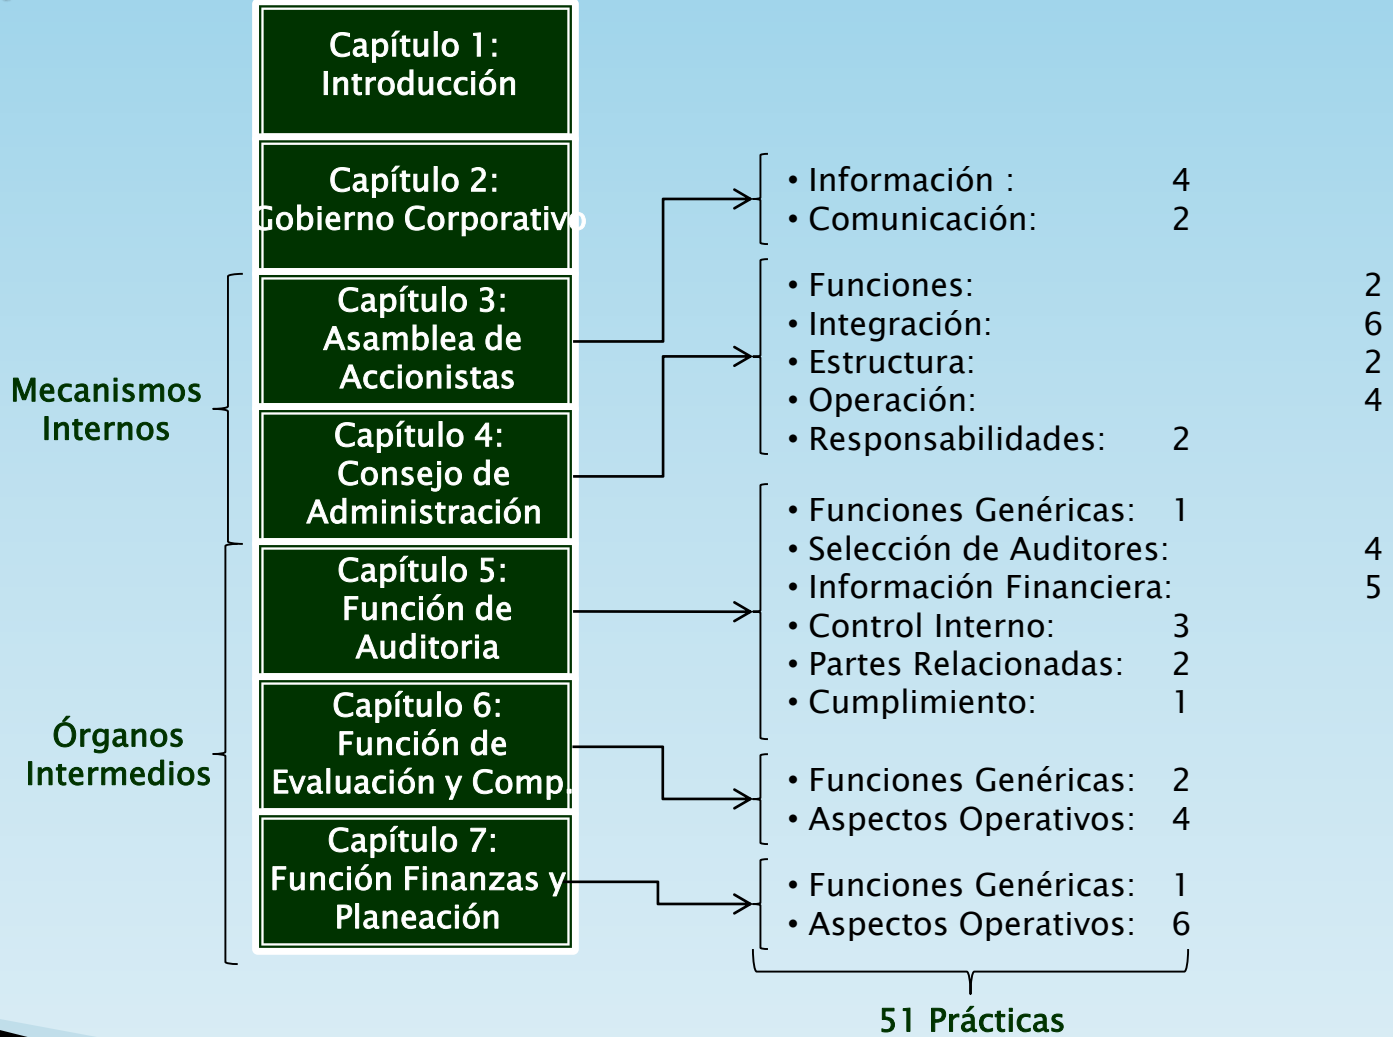 Capítulo 1:
Introducción
Capítulo 2:
Gobierno Corporativo
Capítulo 3:
Asamblea de
Accionistas
Capítulo 4:
Consejo de
Administración
Capítulo 5:
Función de
Auditoria
Capítulo 6:
Función de
Evaluación y Comp.
Capítulo 7:
Función Finanzas y
Planeación
Mecanismos
Internos
Órganos
Intermedios
• Información : 4
• Comunicación: 2
• Funciones: 2
• Integración: 6
• Estructura: 2
• Operación: 4
• Responsabilidades: 2
• Funciones Genéricas: 1
• Selección de Auditores: 4
• Información Financiera: 5
• Control Interno: 3
• Partes Relacionadas: 2
• Cumplimiento: 1
• Funciones Genéricas: 2
• Aspectos Operativos: 4
• Funciones Genéricas: 1
• Aspectos Operativos: 6
51 Prácticas